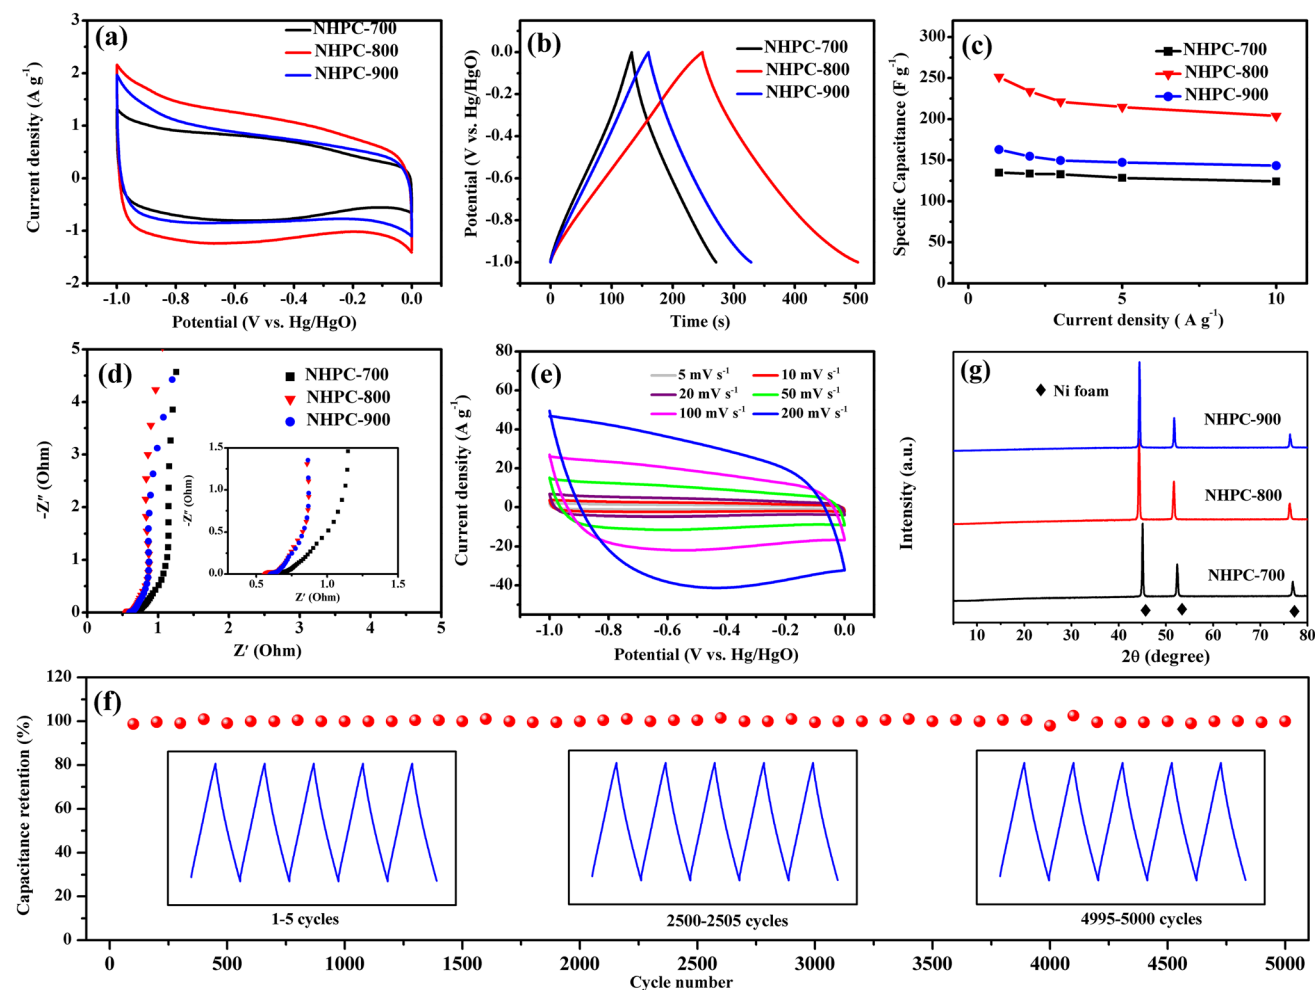 (a)
NHPC-700
NHPC-800
NHPC-900
3
2
1
0
-1
-2
Current density (A g-1)
-1.0 -0.8 -0.6 -0.4 -0.2 0.0
Potential (V vs. Hg/HgO)
(b)
NHPC-700
NHPC-800
NHPC-900
0.0
-0.2
-0.4
-0.6
-0.8
-1.0
Potential (V vs. Hg/HgO)
0 100 200 300 400 500
Time (s)
(c)
NHPC-700
NHPC-800
NHPC-900
300
250
200
150
100
50
0
Specific Capacitance (F g-1)
0 5 10
Current density ( A g-1)
(d)
NHPC-700
NHPC-800
NHPC-900
5
4
3
2
1
0
-Z″ (Ohm)
0 1 2 3 4 5
Z′ (Ohm)
1.5
1.2
0.9
0.6
0.3
0.0
-Z″ (Ohm)
0.5 1.0 1.5
Z′ (Ohm)
(e)
5 mV s-1 10 mV s-1
20 mV s-1 50 mV s-1
100 mV s-1 200 mV s-1
80
60
40
20
0
-20
-40
Current density (A g-1)
-1.0 -0.8 -0.6 -0.4 -0.2 0.0
Potential (V vs. Hg/HgO)
(g)
Ni foam
NHPC-900
NHPC-800
NHPC-700
Intensity (a.u.)
10 20 30 40 50 60 70 80
2θ (degree)
(f)
120
100
80
60
40
20
0
Capacitance retention (%)
1-5 cycles
2500-2505 cycles
4995-5000 cycles
0 500 1000 1500 2000 2500 3000 3500 4000 4500 5000
Cycle number